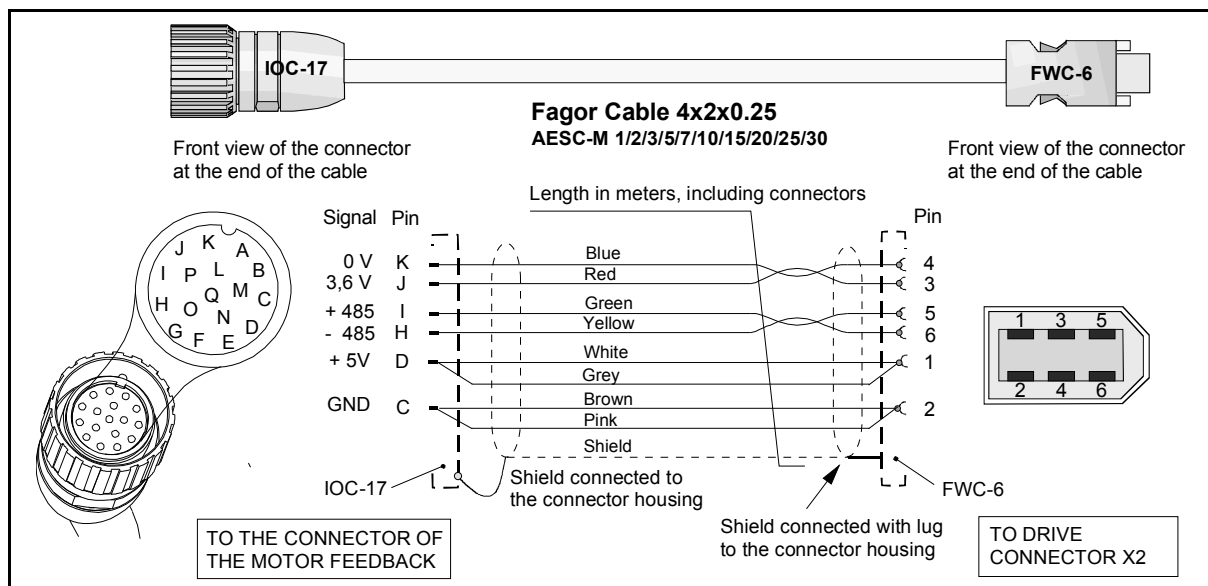 IOC-17
FWC-6
Fagor Cable 4x2x0.25
AESC-M 1/2/3/5/7/10/15/20/25/30
Front view of the connector
at the end of the cable
Front view of the connector
at the end of the cable
Length in meters, including connectors
Signal Pin
Pin
0 V K Blue 4
3,6 V J Red 3
+ 485 I Green 5
- 485 H Yellow 6
+ 5V D White 1
Grey
GND C Brown 2
Pink
Shield
J K A
I P L B
H O Q M C
G F N E D
1 3 5
2 4 6
IOC-17
Shield connected to
the connector housing
FWC-6
Shield connected with lug
to the connector housing
TO THE CONNECTOR OF
THE MOTOR FEEDBACK
TO DRIVE
CONNECTOR X2